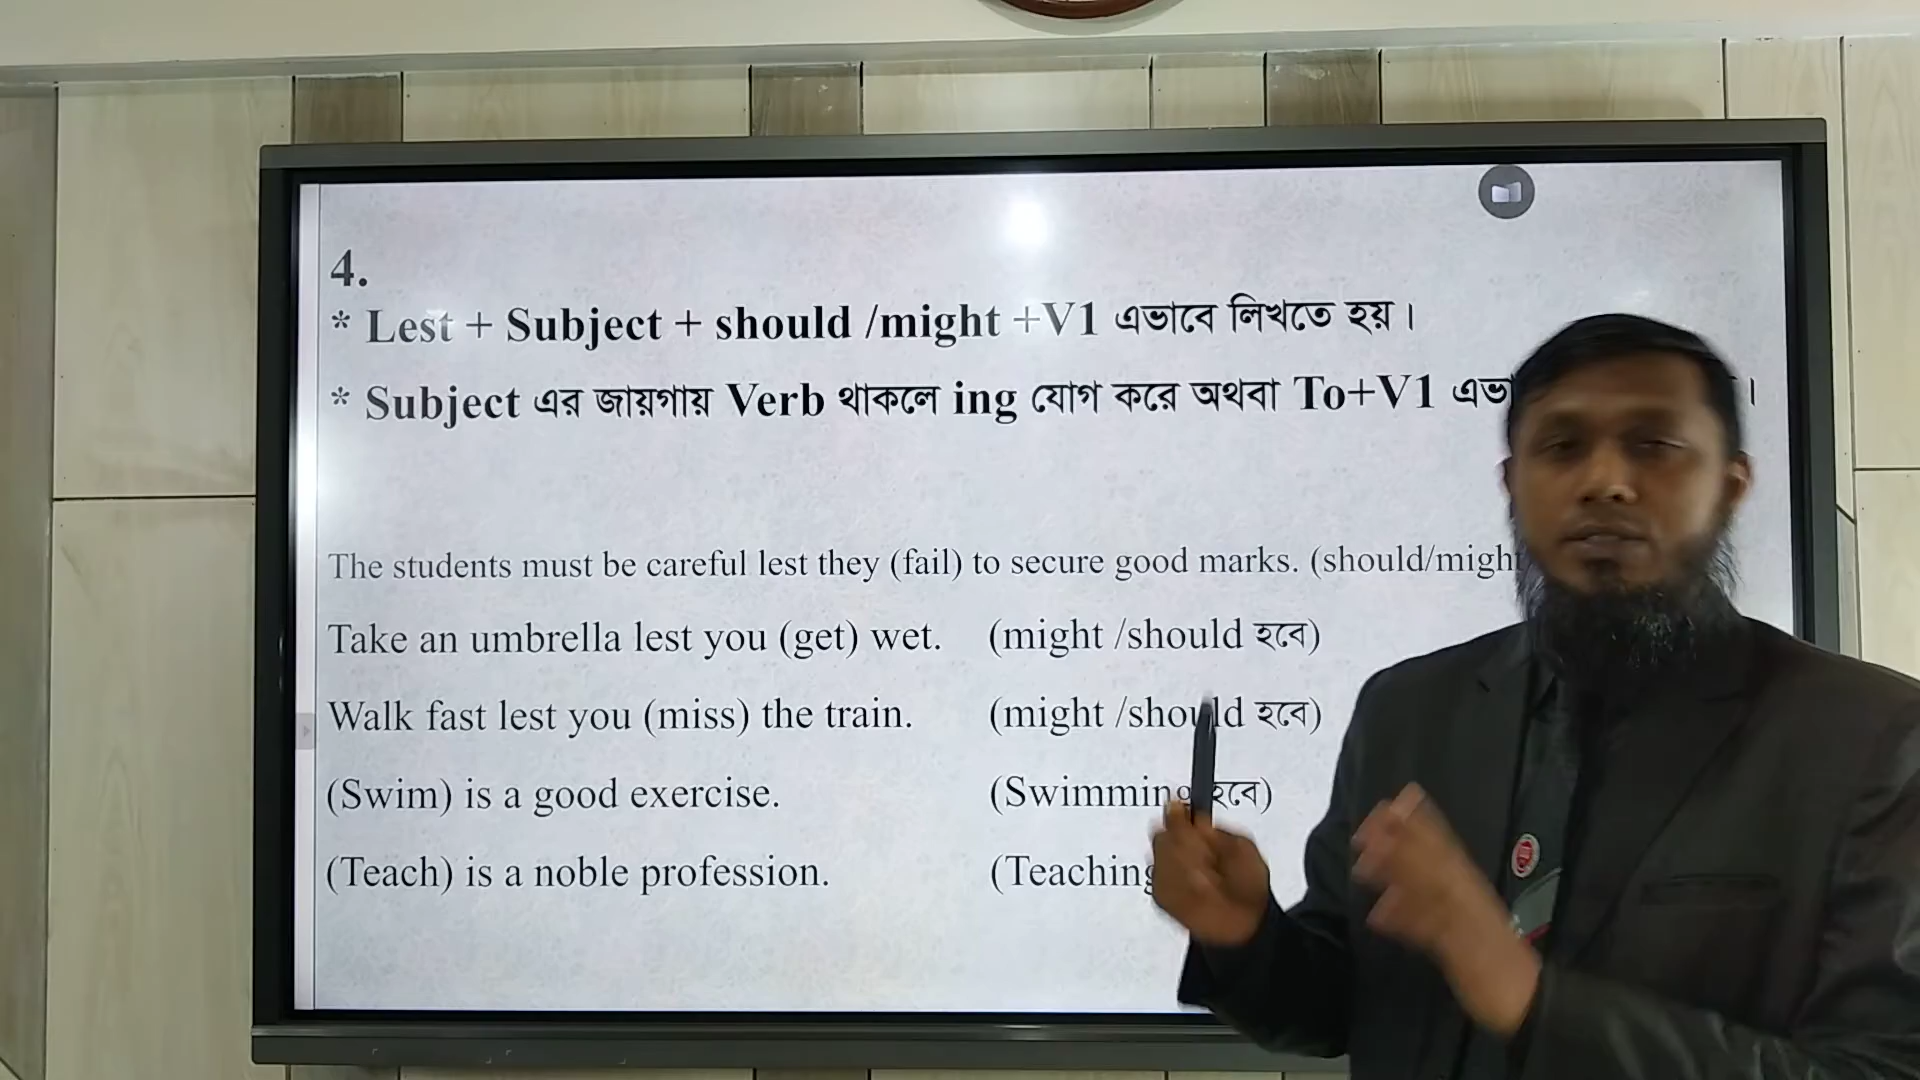 4.
* Lest + Subject + should /might +V1 এভাবে লিখতে হয় ।
* Subject এর জায়গায় Verb থাকলে ing যোগ করে অথবা To+V1 ।
The students must be careful lest they (fail) to secure good marks. (should/might
Take an umbrella lest you (get) wet. (might /should হবে)
Walk fast lest you (miss) the train. (might /should হবে)
(Swim) is a good exercise. (Swimming হবে)
(Teach) is a noble profession. (Teaching